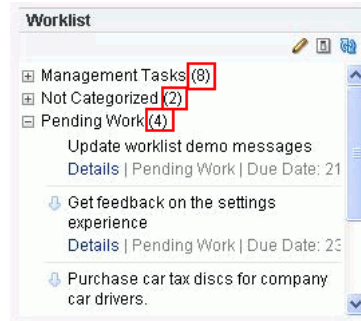 Worklist
Management Tasks (8)
Not Categorized (2)
Pending Work (4)
Update worklist demo messages
Details | Pending Work | Due Date: 21
Get feedback on the settings
experience
Details | Pending Work | Due Date: 23
Purchase car tax discs for company
car drivers.